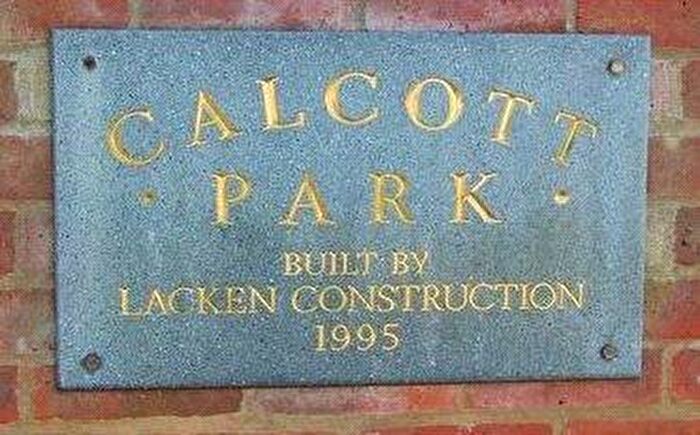 CALCOTT
· PARK ·
BUILT BY
LACKEN CONSTRUCTION
1995